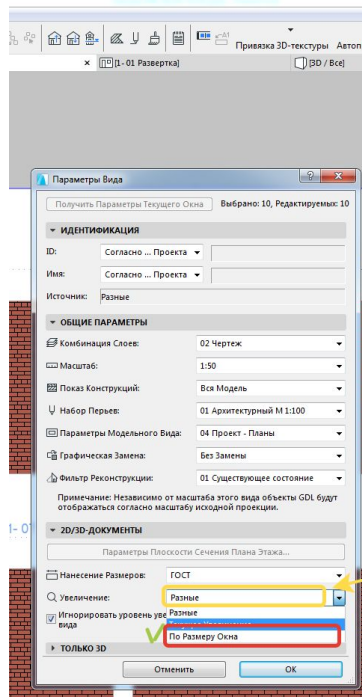 Привязка 3D-текстуры Автоп
× [1- 01 Развертка] [3D / Все]
Параметры Вида
Получить Параметры Текущего Окна Выбрано: 10, Редактируемых: 10
ИДЕНТИФИКАЦИЯ
ID: Согласно ... Проекта
Имя: Согласно ... Проекта
Источник: Разные
ОБЩИЕ ПАРАМЕТРЫ
Комбинация Слоев: 02 Чертеж
Масштаб: 1:50
Показ Конструкций: Вся Модель
Набор Перьев: 01 Архитектурный М 1:100
Параметры Модельного Вида: 04 Проект - Планы
Графическая Замена: Без Замены
Фильтр Реконструкции: 01 Существующее состояние
Примечание: Независимо от масштаба этого вида объекты GDL будут
отображаться согласно масштабу исходной проекции.
1- 0
2D/3D-ДОКУМЕНТЫ
Параметры Плоскости Сечения Плана Этажа...
Нанесение Размеров: ГОСТ
Увеличение: Разные
Игнорировать уровень уве Разные
вида
По Размеру Окна
ТОЛЬКО 3D
Отменить OK